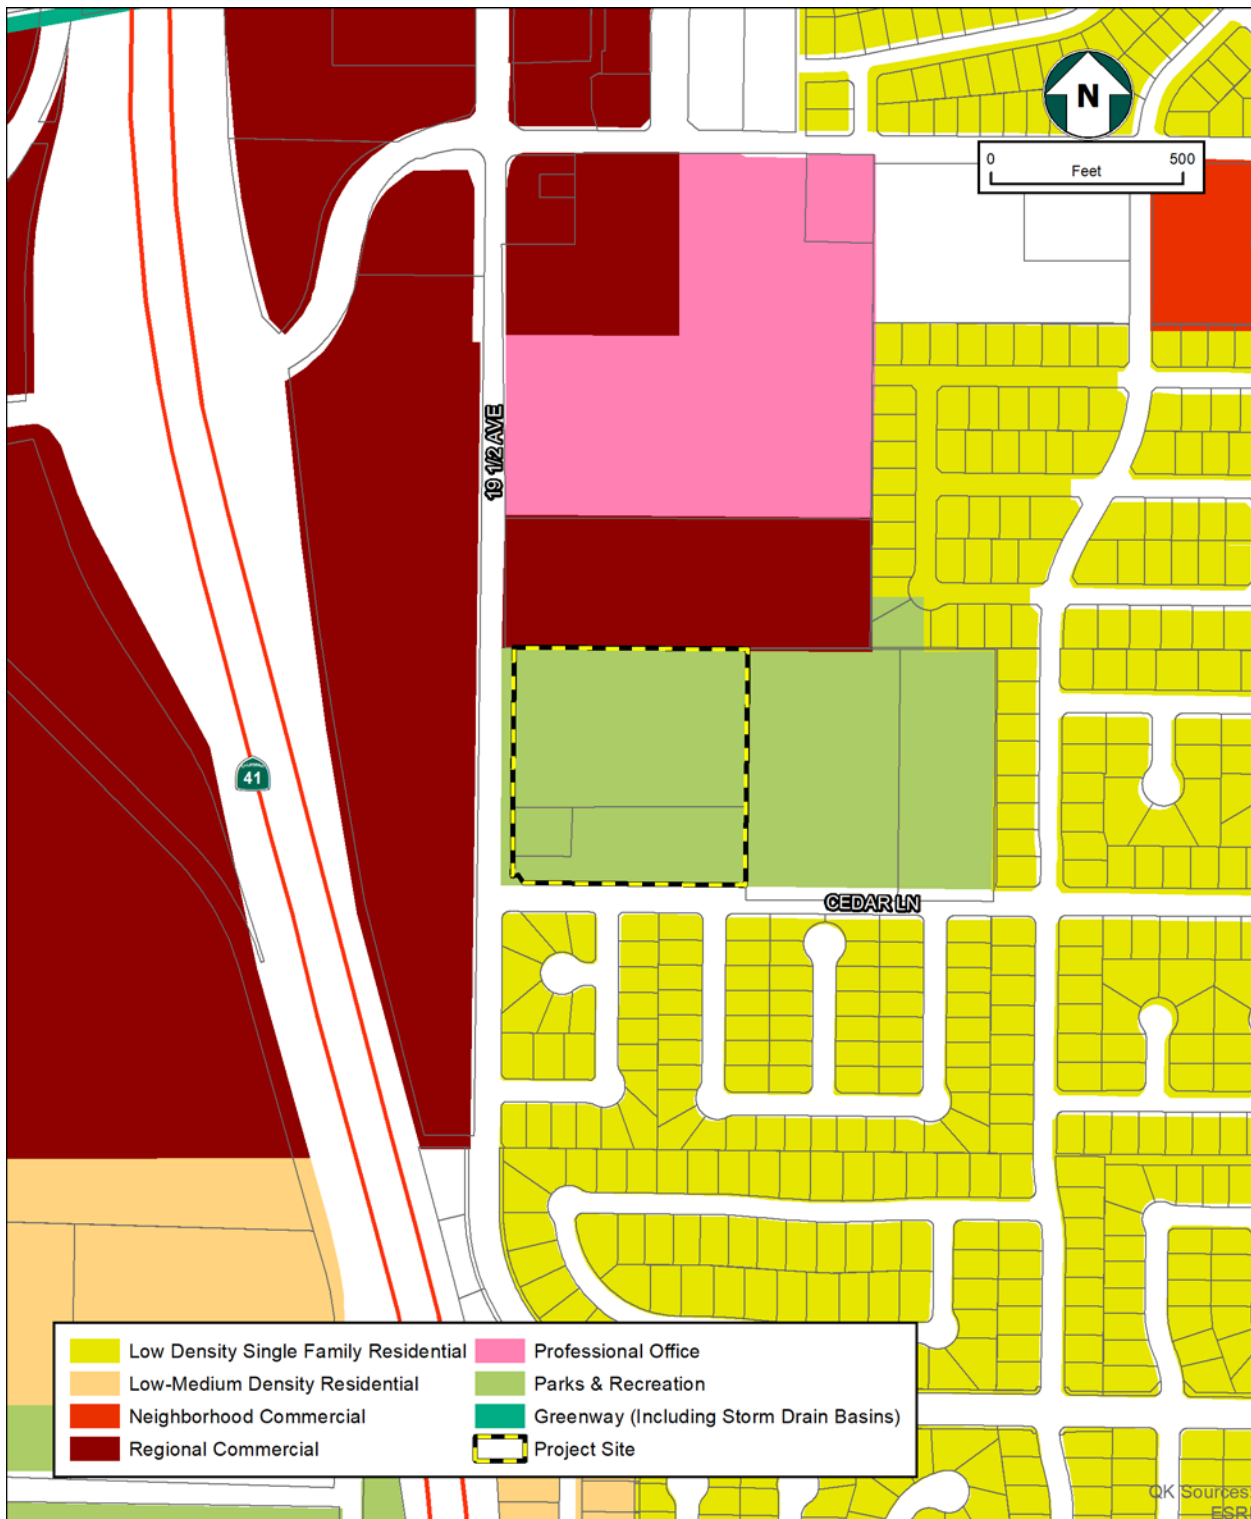 N
0 500
Feet
19 1/2 AVE
41
CEDAR LN
Low Density Single Family Residential
Low-Medium Density Residential
Neighborhood Commercial
Regional Commercial
Professional Office
Parks & Recreation
Greenway (Including Storm Drain Basins)
Project Site
QK Sources:
ESRI